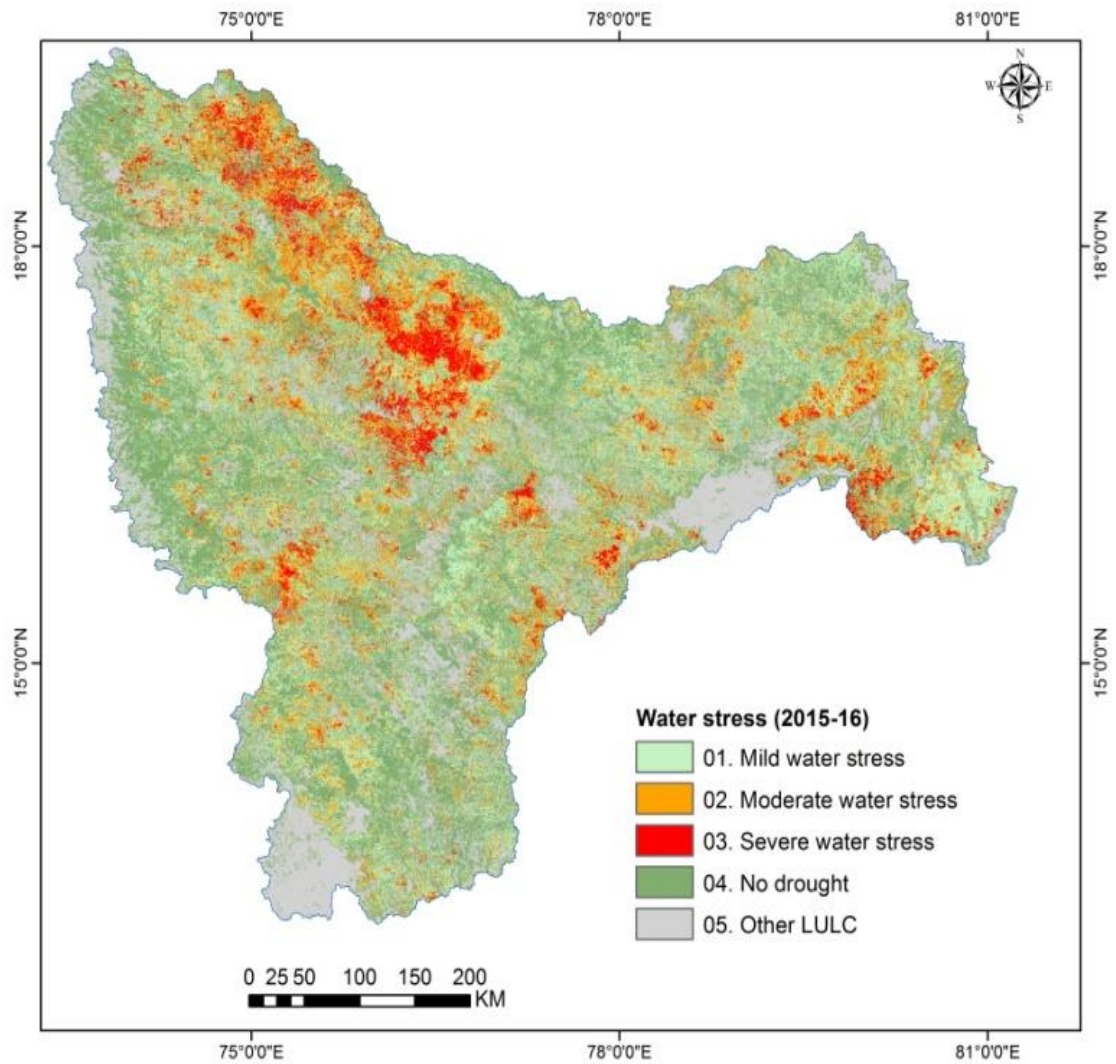 75°0'0"E 78°0'0"E 81°0'0"E
N
W E
S
18°0'0"N 18°0'0"N
15°0'0"N 15°0'0"N
Water stress (2015-16)
01. Mild water stress
02. Moderate water stress
03. Severe water stress
04. No drought
05. Other LULC
0 25 50 100 150 200
KM
75°0'0"E 78°0'0"E 81°0'0"E